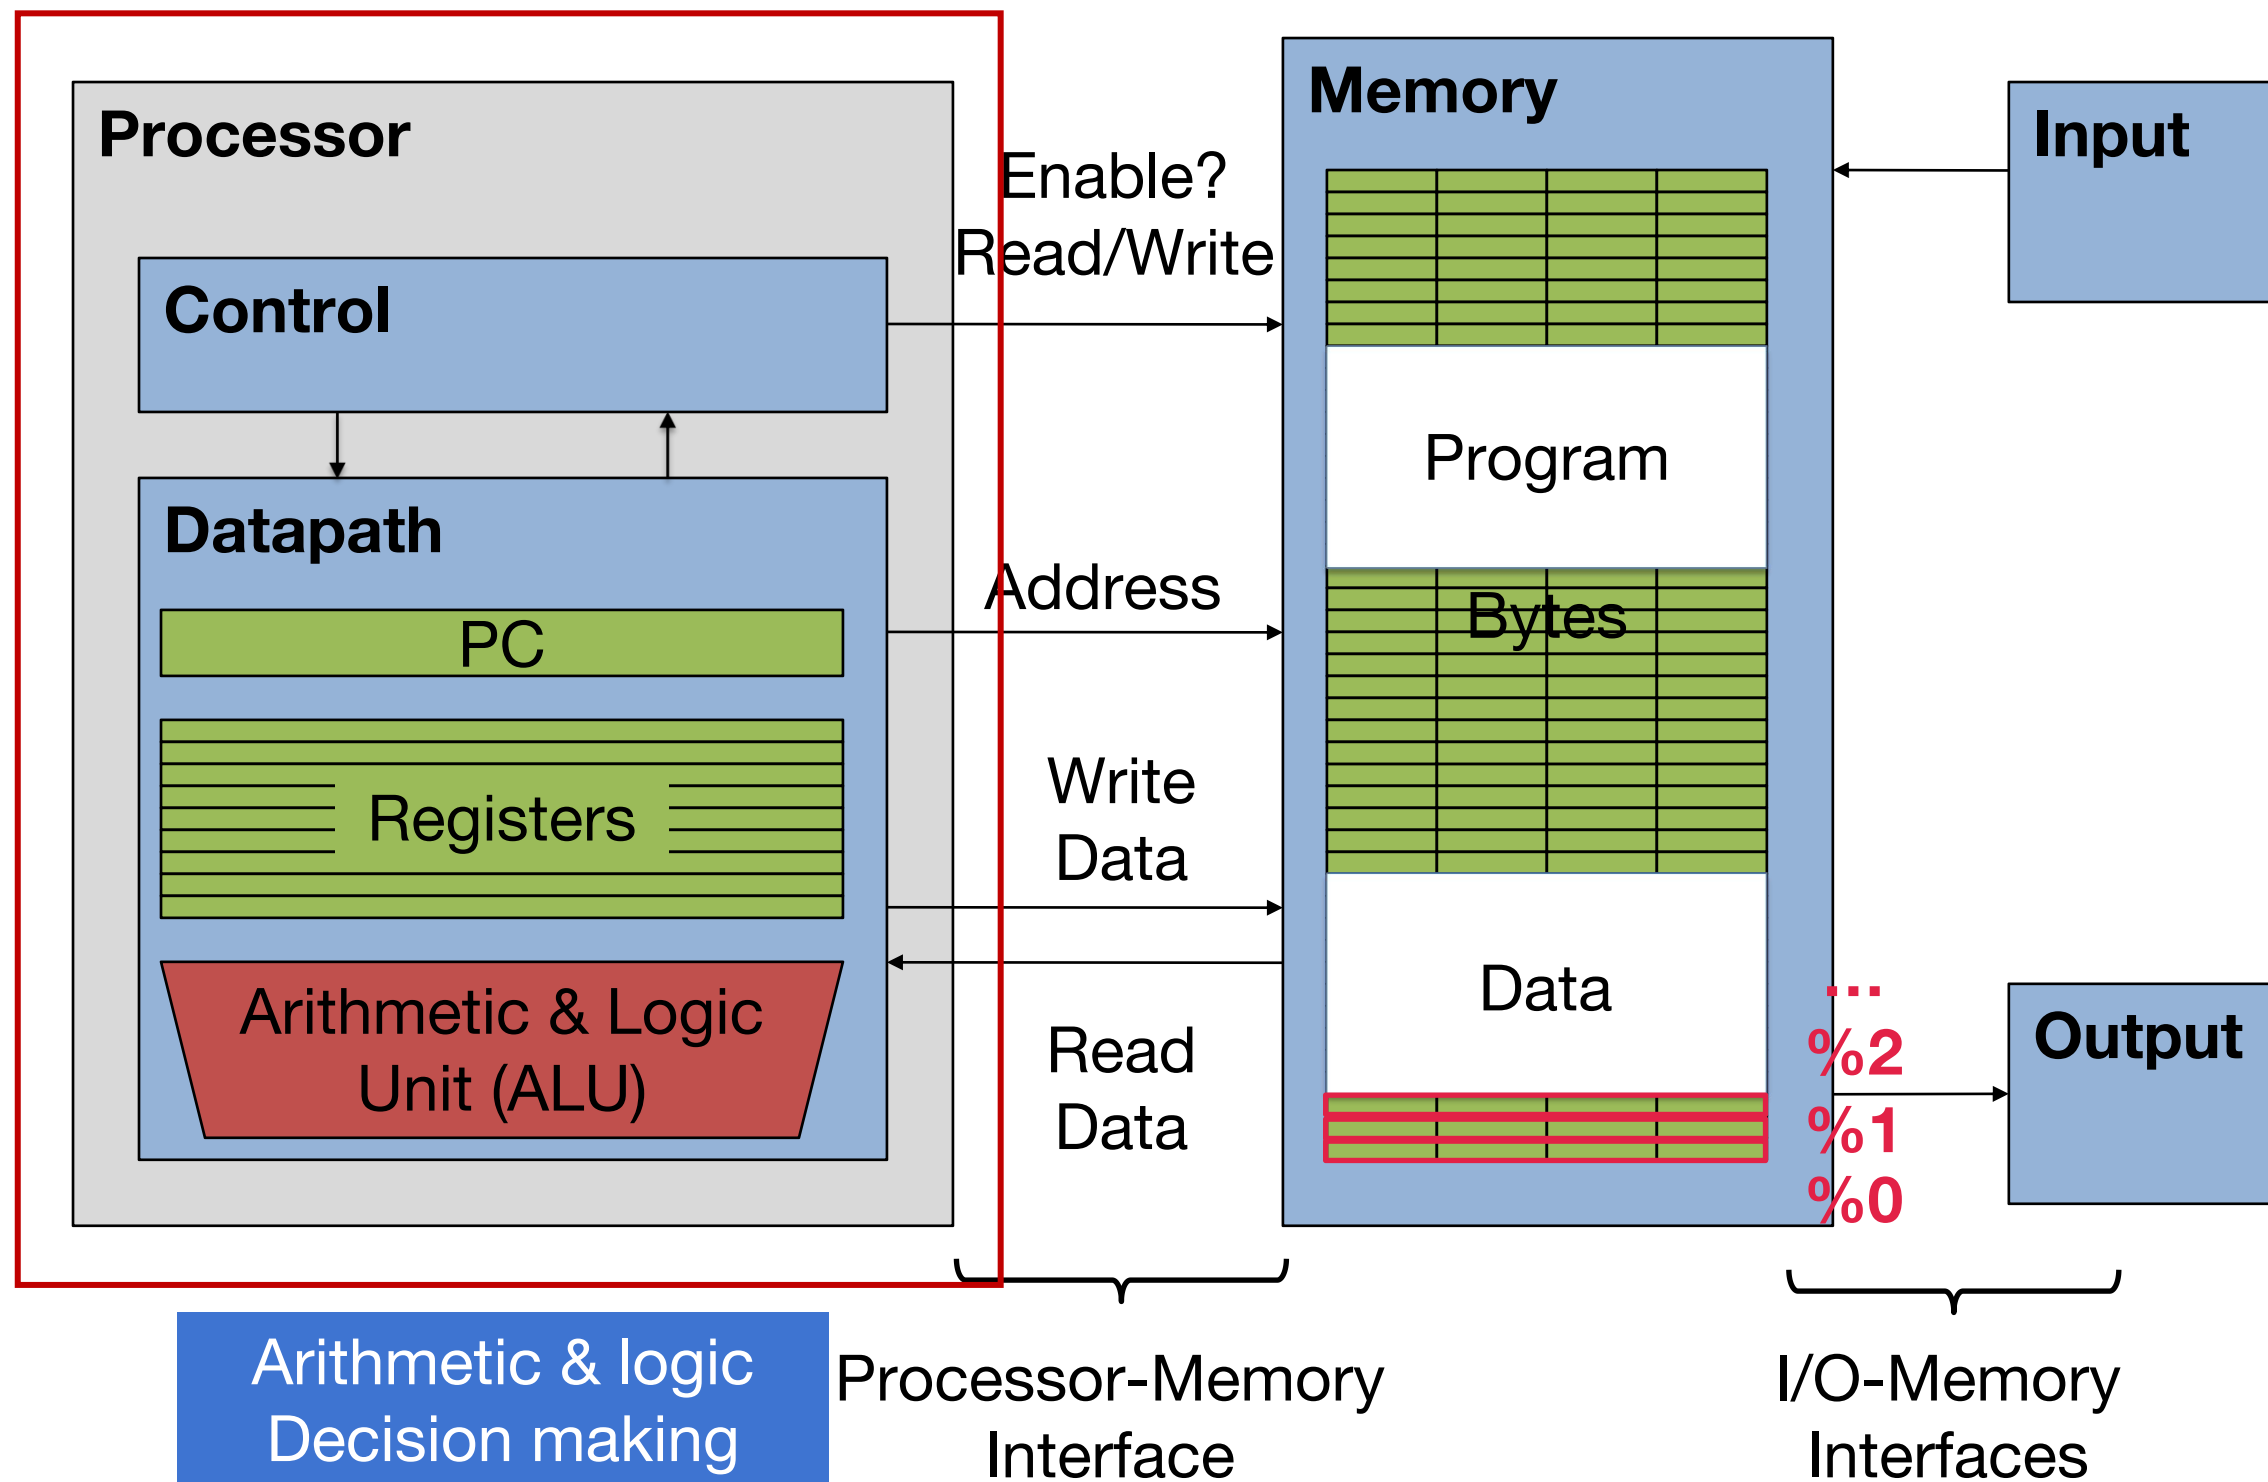 Processor
Control
Datapath
PC
Registers
Arithmetic & Logic
Unit (ALU)
Enable?
Read/Write
Address
Write
Data
Read
Data
Memory
Program
Bytes
Data
...
%2
%1
%0
Input
Output
Arithmetic & logic
Decision making
Processor-Memory
Interface
I/O-Memory
Interfaces